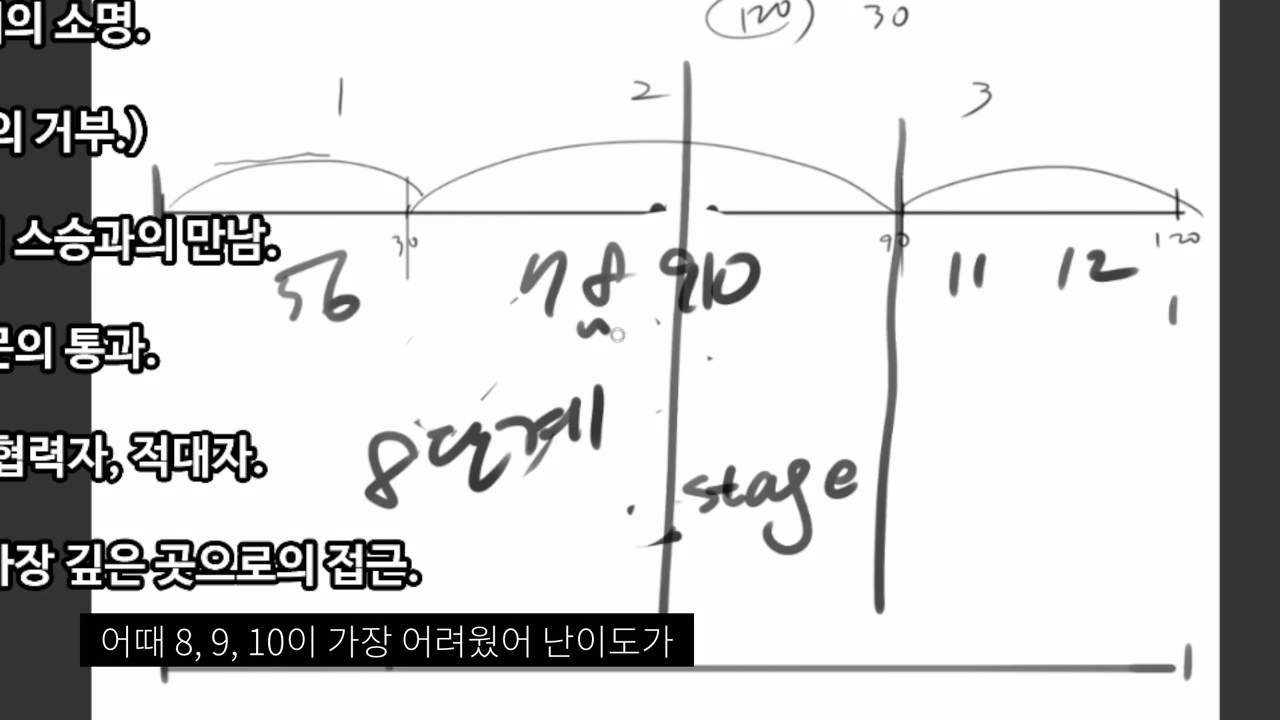 의 소명.
120 30
1 2 3
의 거부.)
스승과의 만남.
30 90 120
56 78 910 11 12
1
문의 통과.
8단계
협력자, 적대자.
stage
가장 깊은 곳으로의 접근.
어때 8, 9, 10이 가장 어려웠어 난이도가